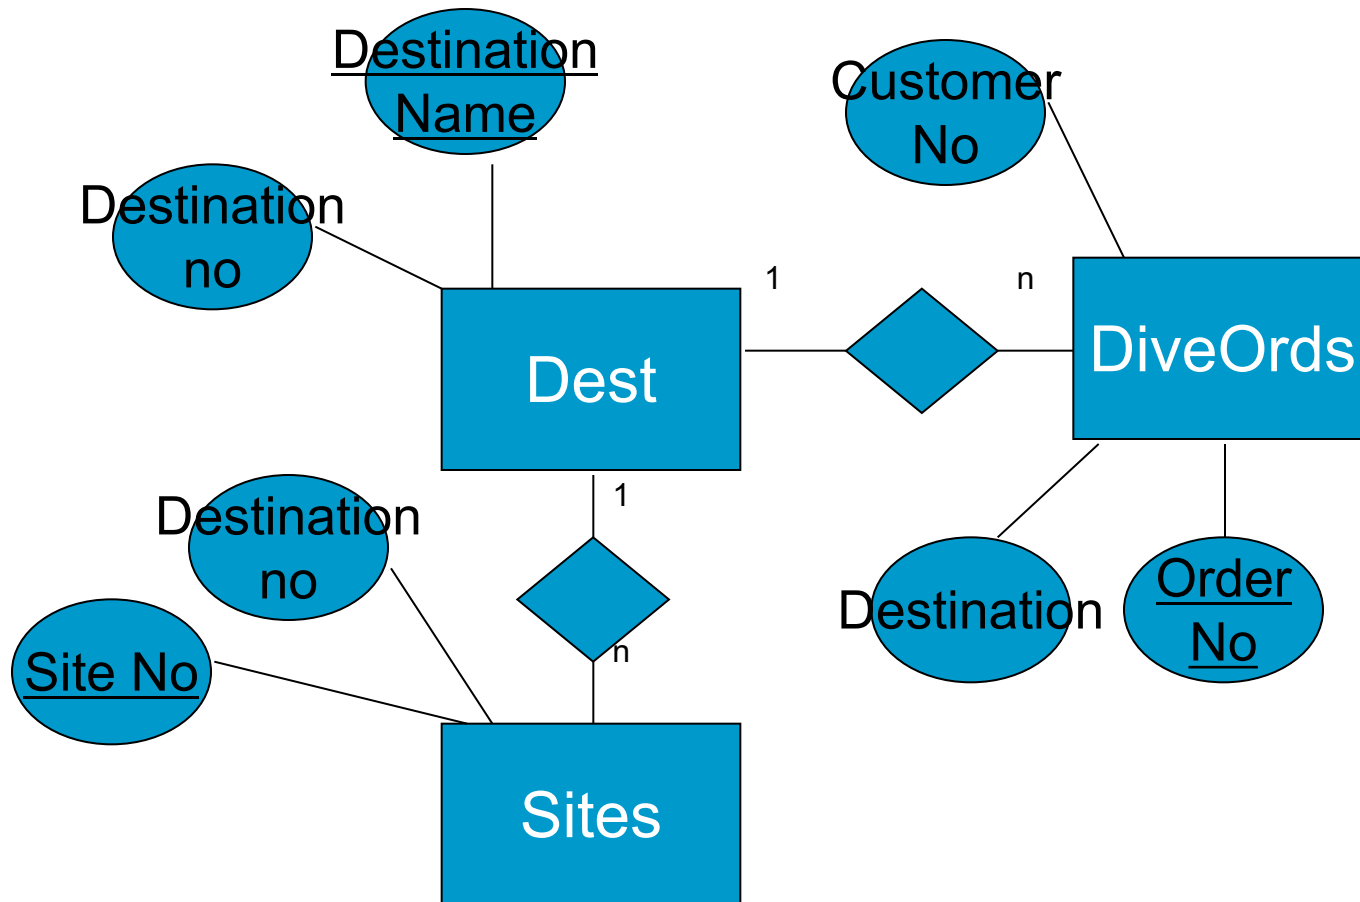 Destination
Name
Customer
No
Destination
no
1
n
DiveOrds
Dest
1
Destination
no
Destination
Order
No
n
Site No
Sites